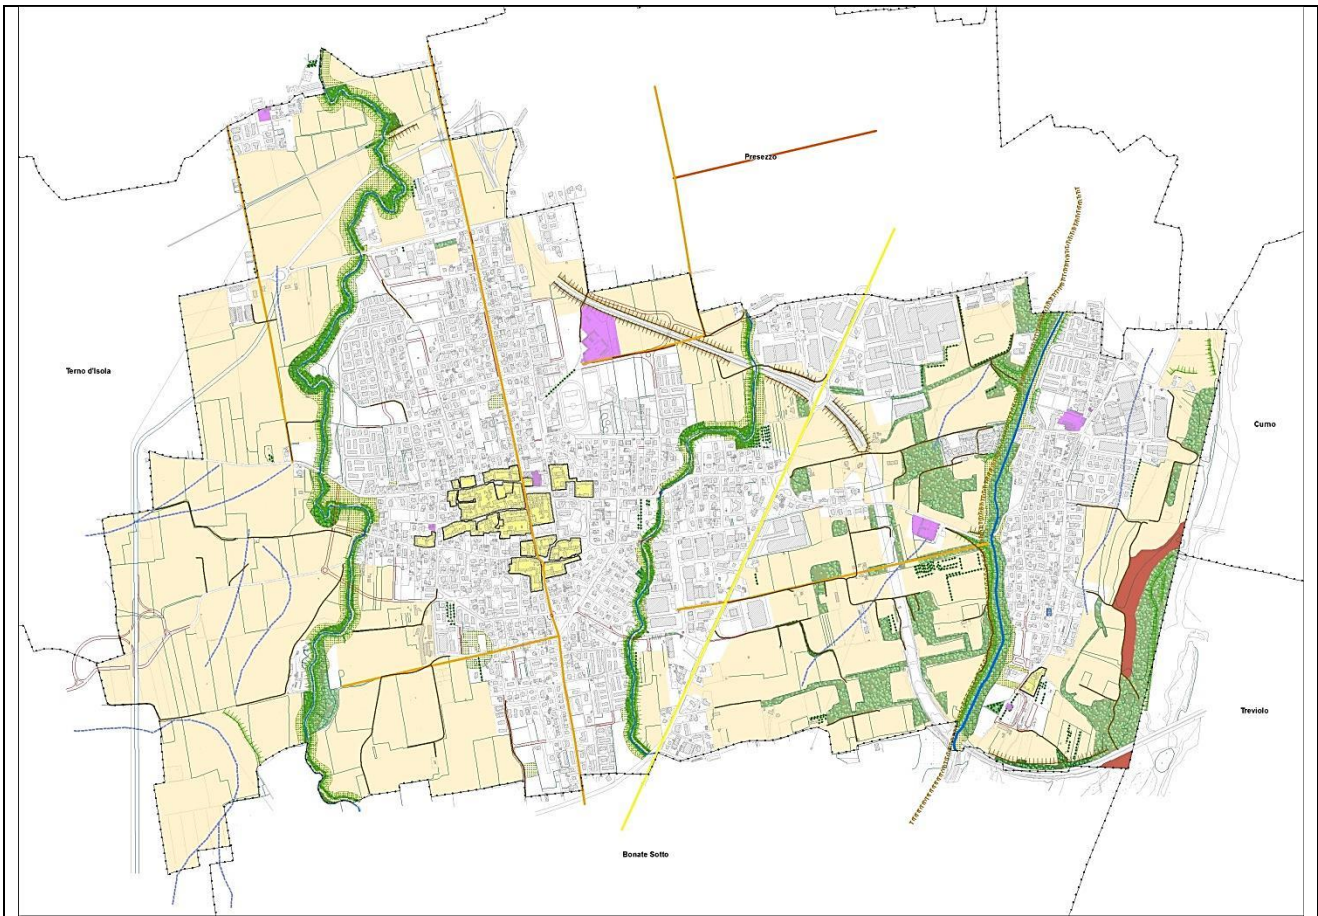 Presezzo
Terno d'Isola
Curno
Treviolo
Bonate Sotto